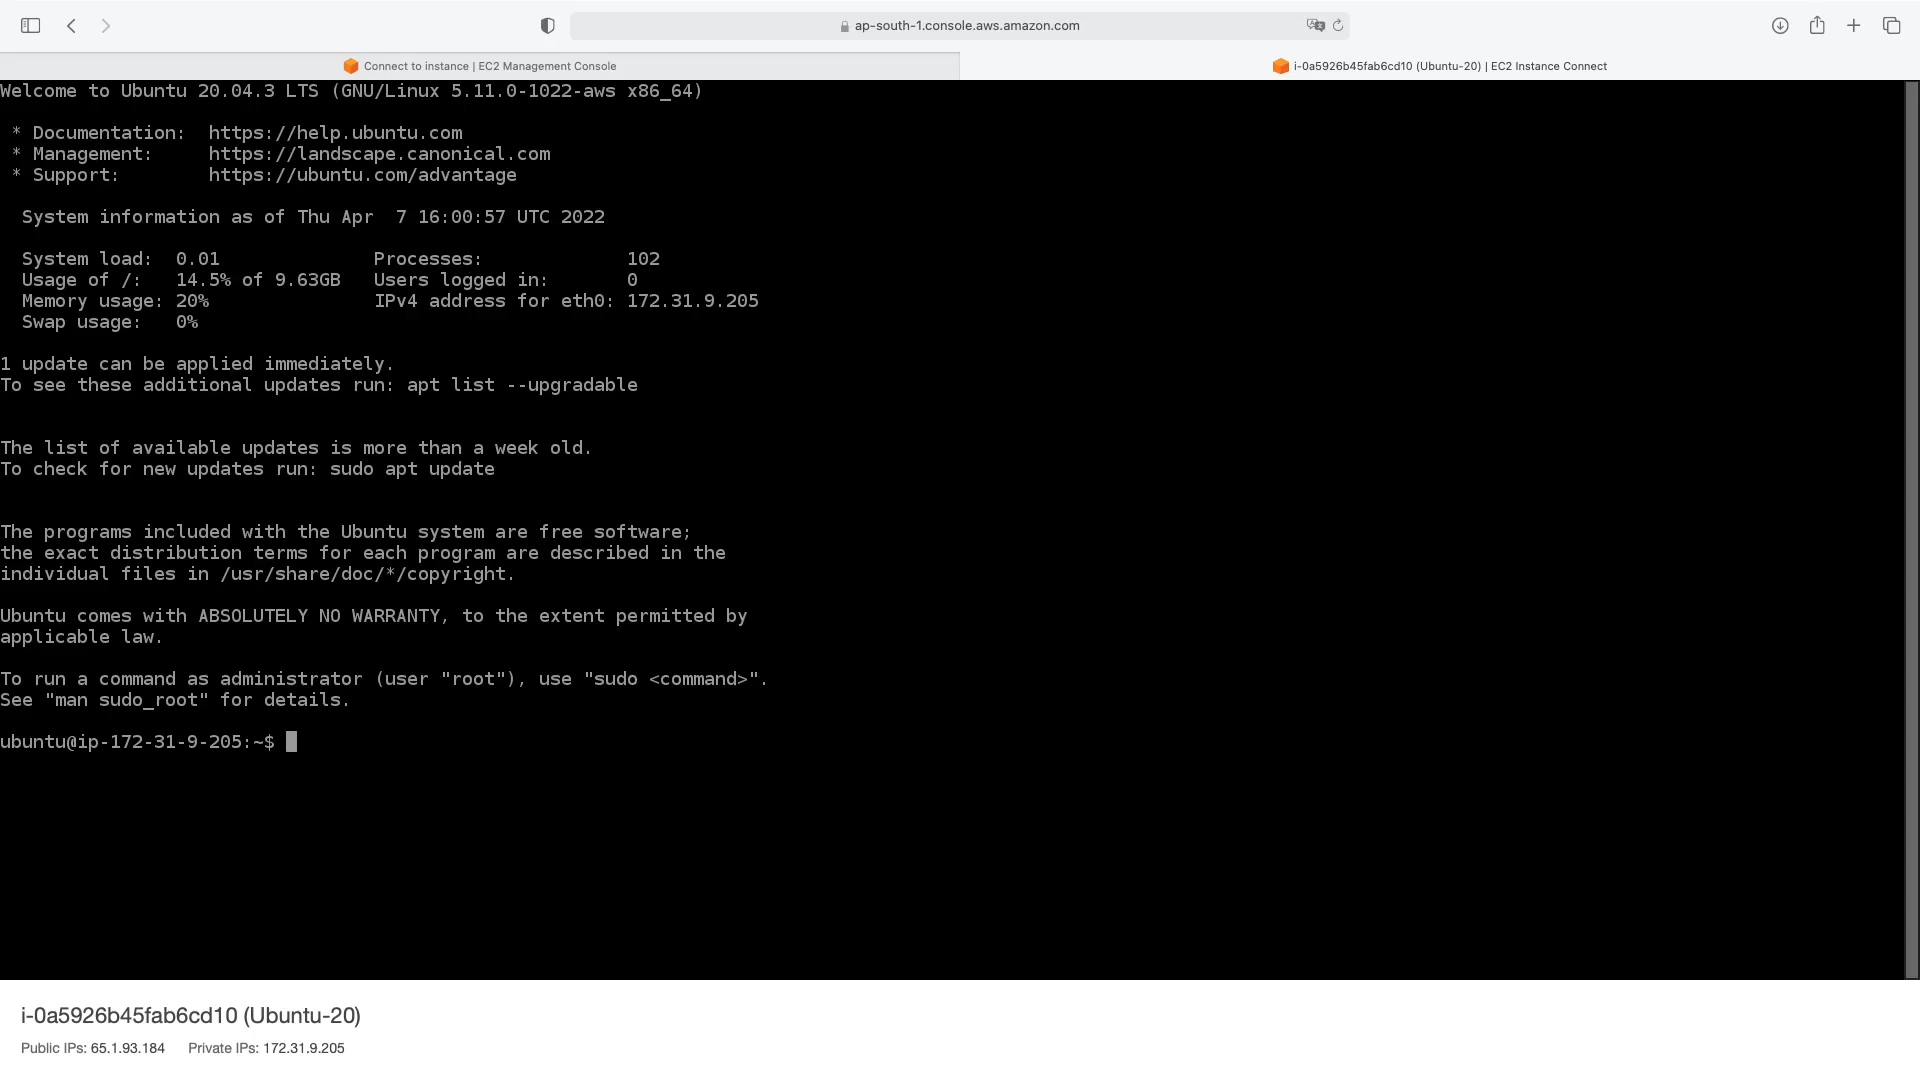 ap-south-1.console.aws.amazon.com
Connect to instance | EC2 Management Console
i-0a5926b45fab6cd10 (Ubuntu-20) | EC2 Instance Connect
Welcome to Ubuntu 20.04.3 LTS (GNU/Linux 5.11.0-1022-aws x86_64)
* Documentation:  https://help.ubuntu.com
* Management:     https://landscape.canonical.com
* Support:        https://ubuntu.com/advantage
System information as of Thu Apr  7 16:00:57 UTC 2022
System load:  0.01              Processes:             102
Usage of /:   14.5% of 9.63GB   Users logged in:       0
Memory usage: 20%               IPv4 address for eth0: 172.31.9.205
Swap usage:   0%
1 update can be applied immediately.
To see these additional updates run: apt list --upgradable
The list of available updates is more than a week old.
To check for new updates run: sudo apt update
The programs included with the Ubuntu system are free software;
the exact distribution terms for each program are described in the
individual files in /usr/share/doc/*/copyright.
Ubuntu comes with ABSOLUTELY NO WARRANTY, to the extent permitted by
applicable law.
To run a command as administrator (user "root"), use "sudo <command>".
See "man sudo_root" for details.
ubuntu@ip-172-31-9-205:~$
i-0a5926b45fab6cd10 (Ubuntu-20)
Public IPs: 65.1.93.184   Private IPs: 172.31.9.205